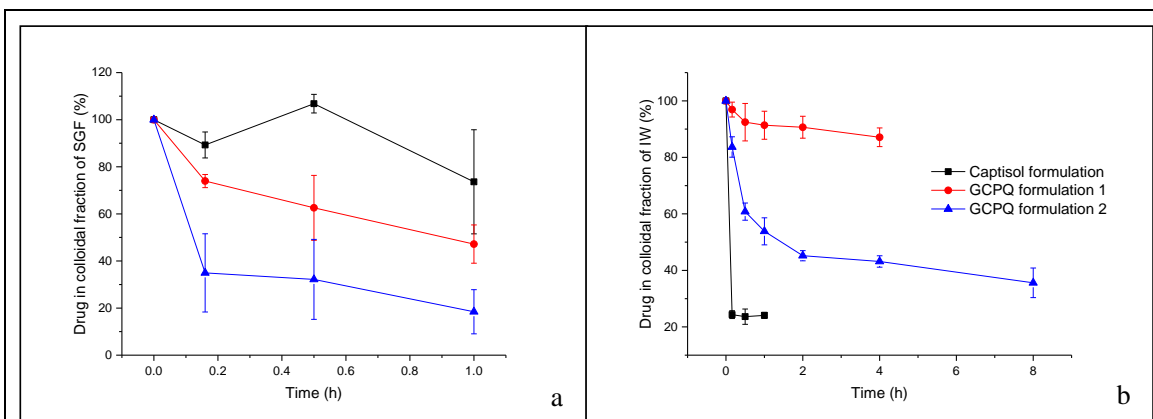 120
100
80
60
40
20
0
Drug in colloidal fraction of SGF (%)
0.0 0.2 0.4 0.6 0.8 1.0
Time (h)
a
100
80
60
40
20
Drug in colloidal fraction of IW (%)
Captisol formulation
GCPQ formulation 1
GCPQ formulation 2
0 2 4 6 8
Time (h)
b